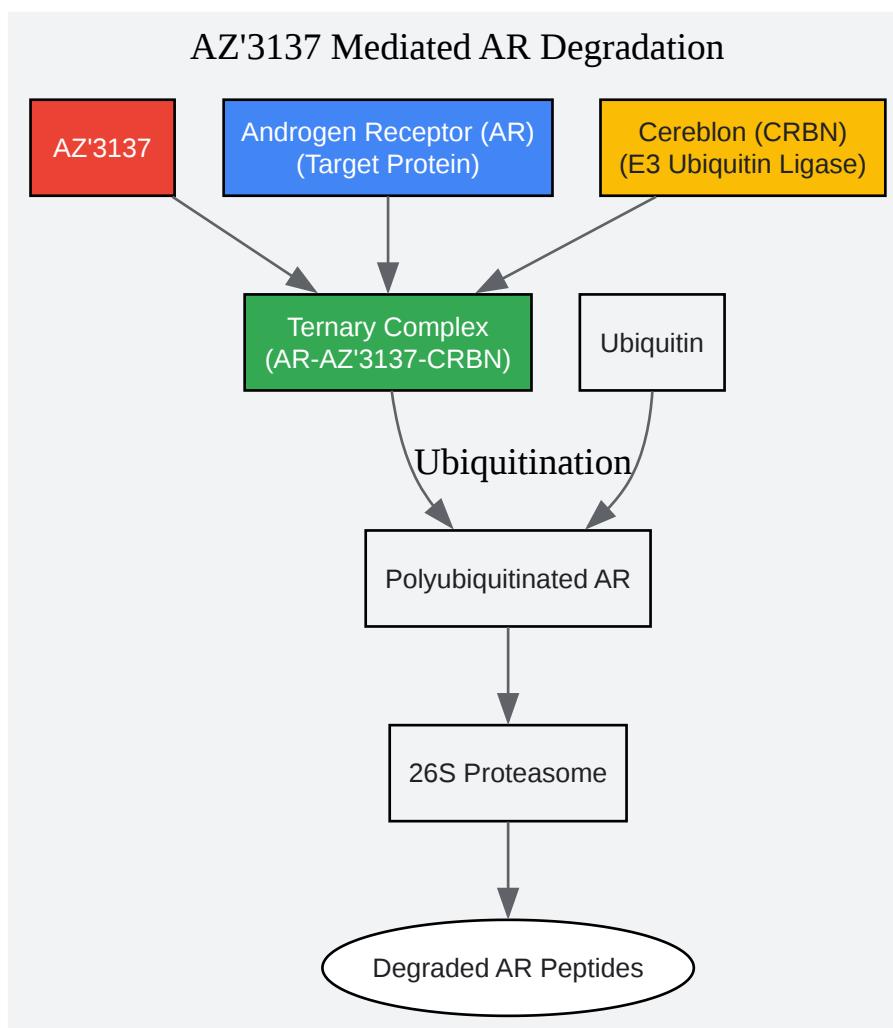 AZ'3137 Mediated AR Degradation
AZ'3137
Androgen Receptor (AR)
(Target Protein)
Cereblon (CRBN)
(E3 Ubiquitin Ligase)
Ternary Complex
(AR-AZ'3137-CRBN)
Ubiquitin
Ubiquitination
Polyubiquitinated AR
26S Proteasome
Degraded AR Peptides